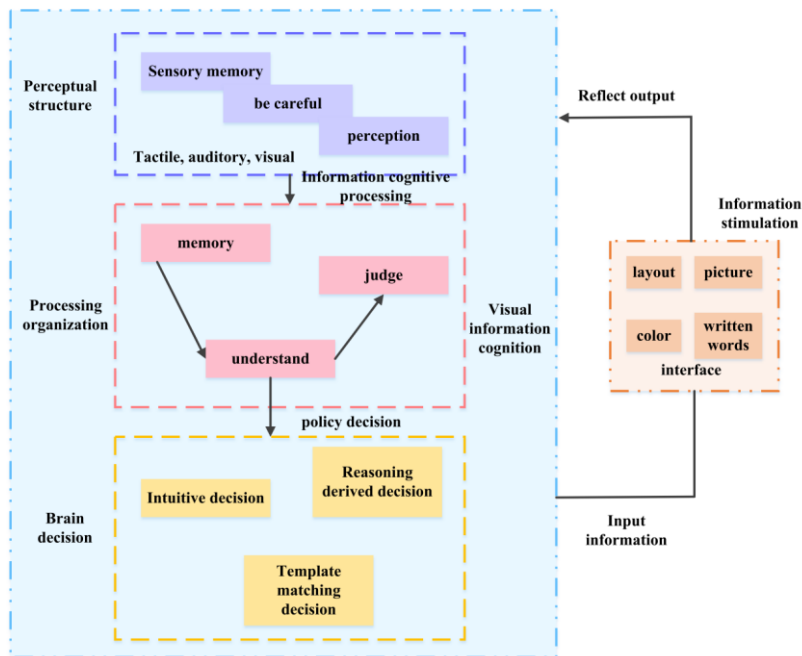 Perceptual
structure
Sensory memory
be careful
perception
Tactile, auditory, visual
Information cognitive
processing
Processing
organization
memory
judge
understand
Visual
information
cognition
policy decision
Brain
decision
Intuitive decision
Reasoning
derived decision
Template
matching
decision
Reflect output
Information
stimulation
layout
picture
color
written
words
interface
Input
information